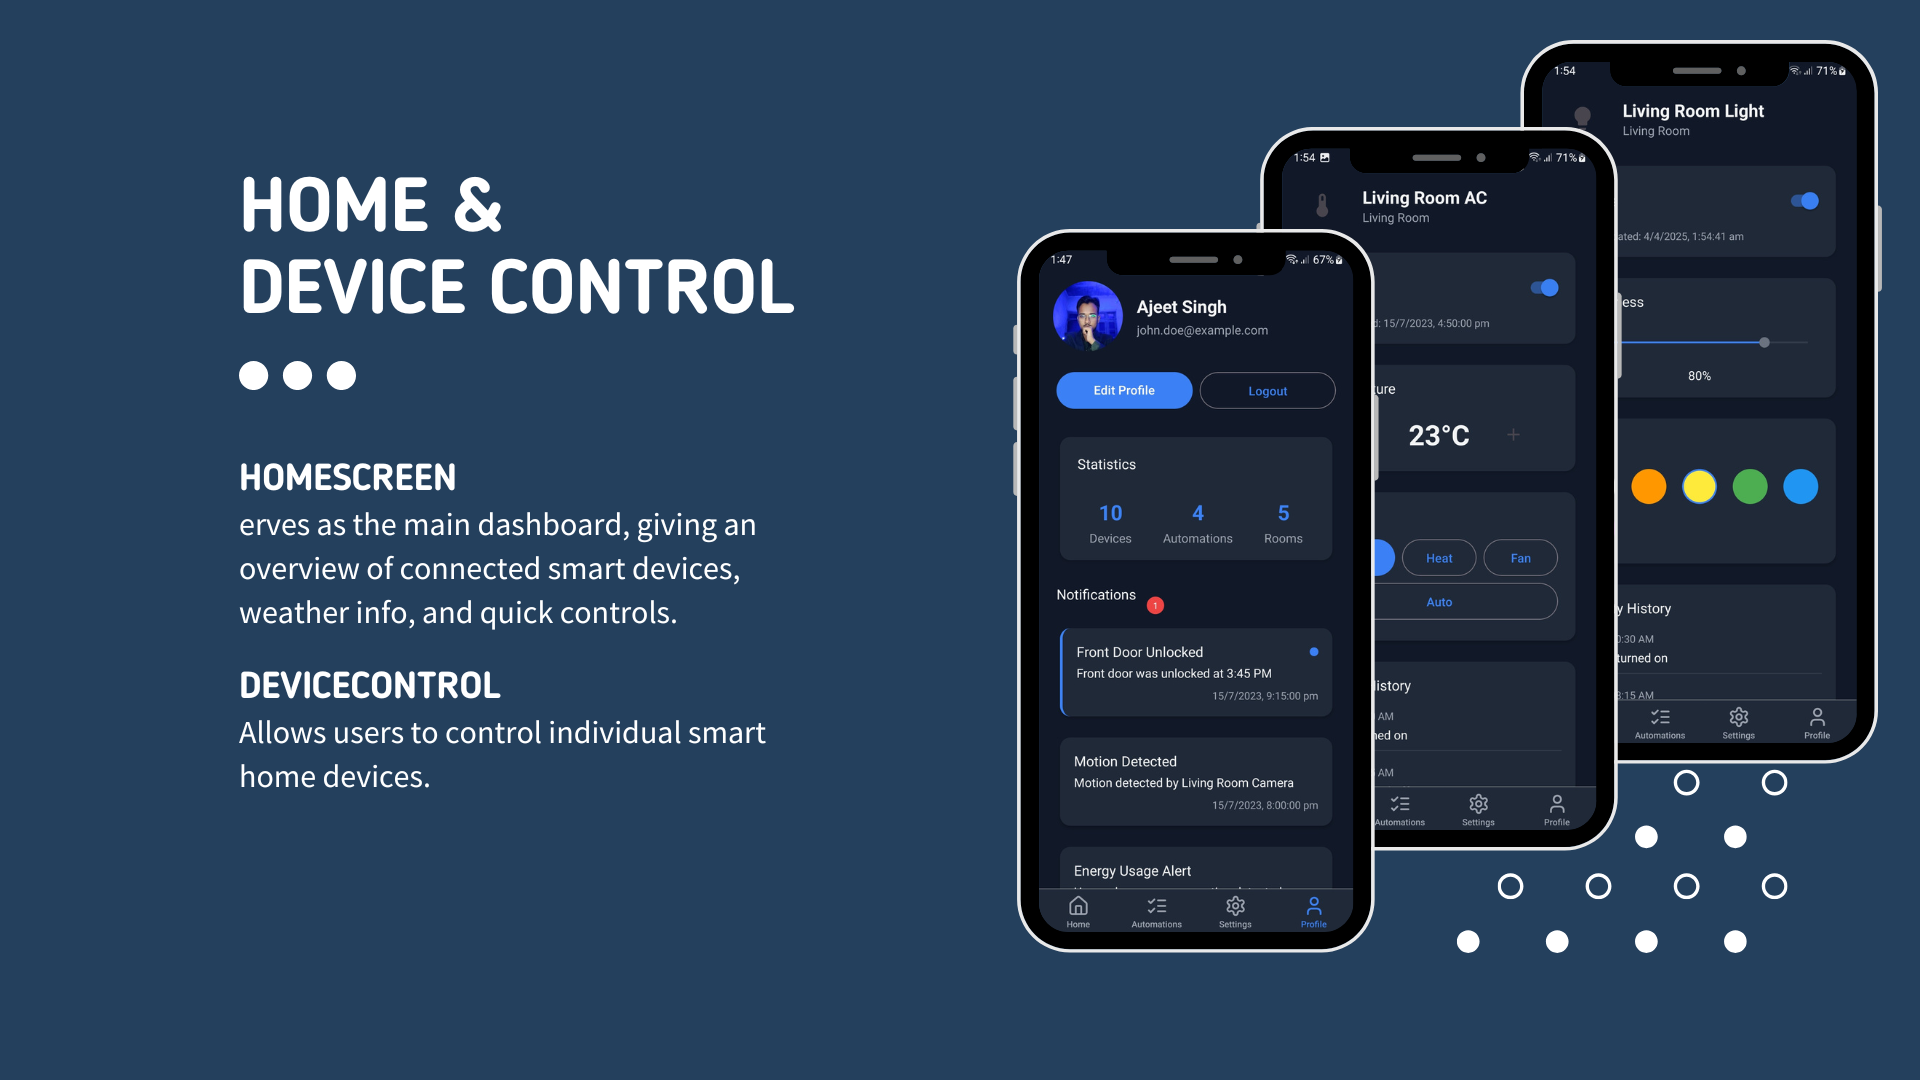 HOME &
DEVICE CONTROL
HOMESCREEN
erves as the main dashboard, giving an
overview of connected smart devices,
weather info, and quick controls.
DEVICECONTROL
Allows users to control individual smart
home devices.
1:47
67%
Ajeet Singh
john.doe@example.com
Edit Profile
Logout
Statistics
10
4
5
Devices
Automations
Rooms
Notifications
1
Front Door Unlocked
Front door was unlocked at 3:45 PM
15/7/2023, 9:15:00 pm
Motion Detected
Motion detected by Living Room Camera
15/7/2023, 8:00:00 pm
Energy Usage Alert
Home
Automations
Settings
Profile
1:54
71%
Living Room AC
Living Room
d: 15/7/2023, 4:50:00 pm
ture
23°C
+
Heat
Fan
Auto
istory
AM
ned on
AM
Automations
Settings
Profile
1:54
71%
Living Room Light
Living Room
ated: 4/4/2025, 1:54:41 am
ess
80%
y History
0:30 AM
turned on
8:15 AM
Automations
Settings
Profile